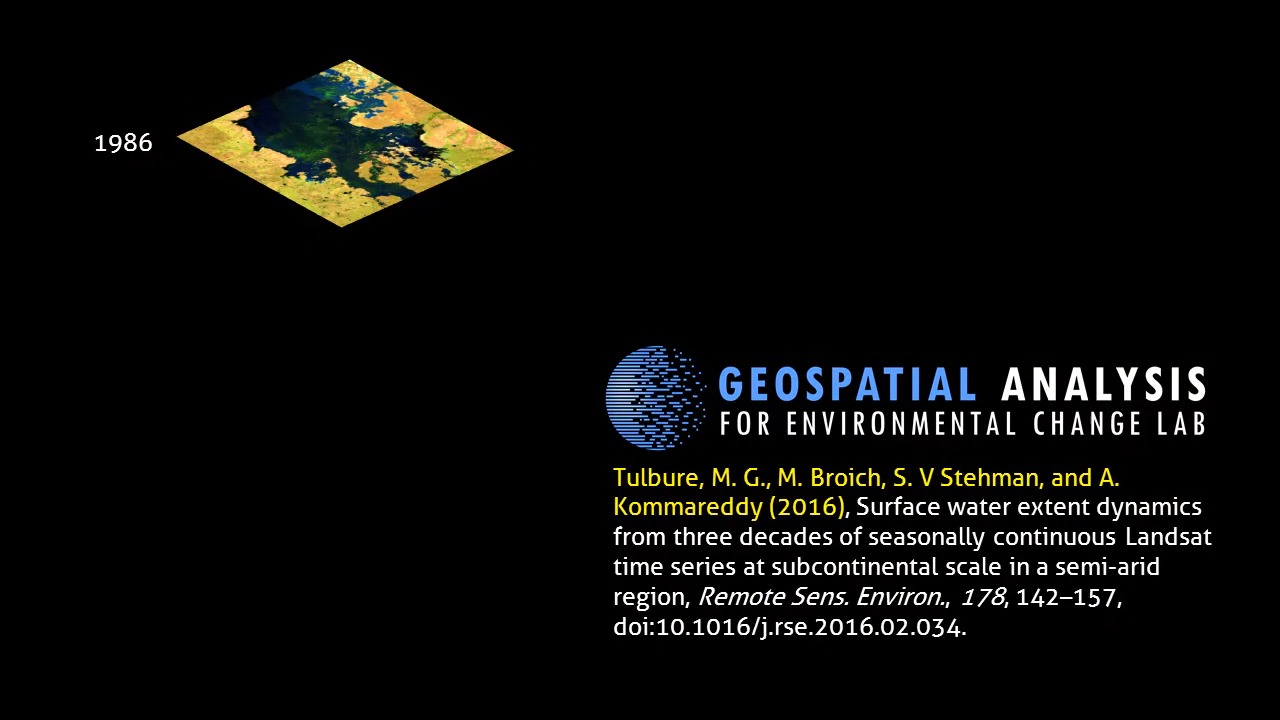 1986
GEOSPATIAL ANALYSIS
FOR ENVIRONMENTAL CHANGE LAB
Tulbure, M. G., M. Broich, S. V Stehman, and A.
Kommareddy (2016), Surface water extent dynamics
from three decades of seasonally continuous Landsat
time series at subcontinental scale in a semi-arid
region, Remote Sens. Environ., 178, 142–157,
doi:10.1016/j.rse.2016.02.034.